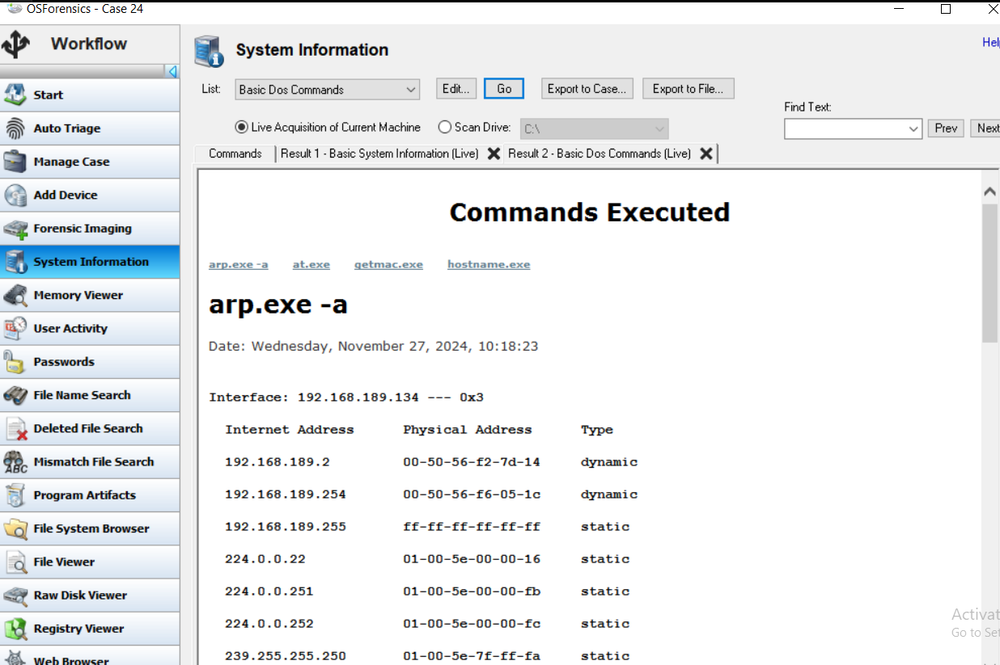 OSForensics - Case 24
Workflow
Start
Auto Triage
Manage Case
Add Device
Forensic Imaging
System Information
Memory Viewer
User Activity
Passwords
File Name Search
Deleted File Search
Mismatch File Search
Program Artifacts
File System Browser
File Viewer
Raw Disk Viewer
Registry Viewer
Web Browser
System Information
Hel
List: Basic Dos Commands Edit... Go Export to Case... Export to File...
Live Acquisition of Current Machine Scan Drive: C:\
Find Text:
Prev Next
Commands Result 1 - Basic System Information (Live) Result 2 - Basic Dos Commands (Live)
Commands Executed
arp.exe -a at.exe getmac.exe hostname.exe
arp.exe -a
Date: Wednesday, November 27, 2024, 10:18:23
Interface: 192.168.189.134 --- 0x3
Internet Address Physical Address Type
192.168.189.2 00-50-56-f2-7d-14 dynamic
192.168.189.254 00-50-56-f6-05-1c dynamic
192.168.189.255 ff-ff-ff-ff-ff-ff static
224.0.0.22 01-00-5e-00-00-16 static
224.0.0.251 01-00-5e-00-00-fb static
224.0.0.252 01-00-5e-00-00-fc static
239.255.255.250 01-00-5e-7f-ff-fa static
Activat
Go to Set